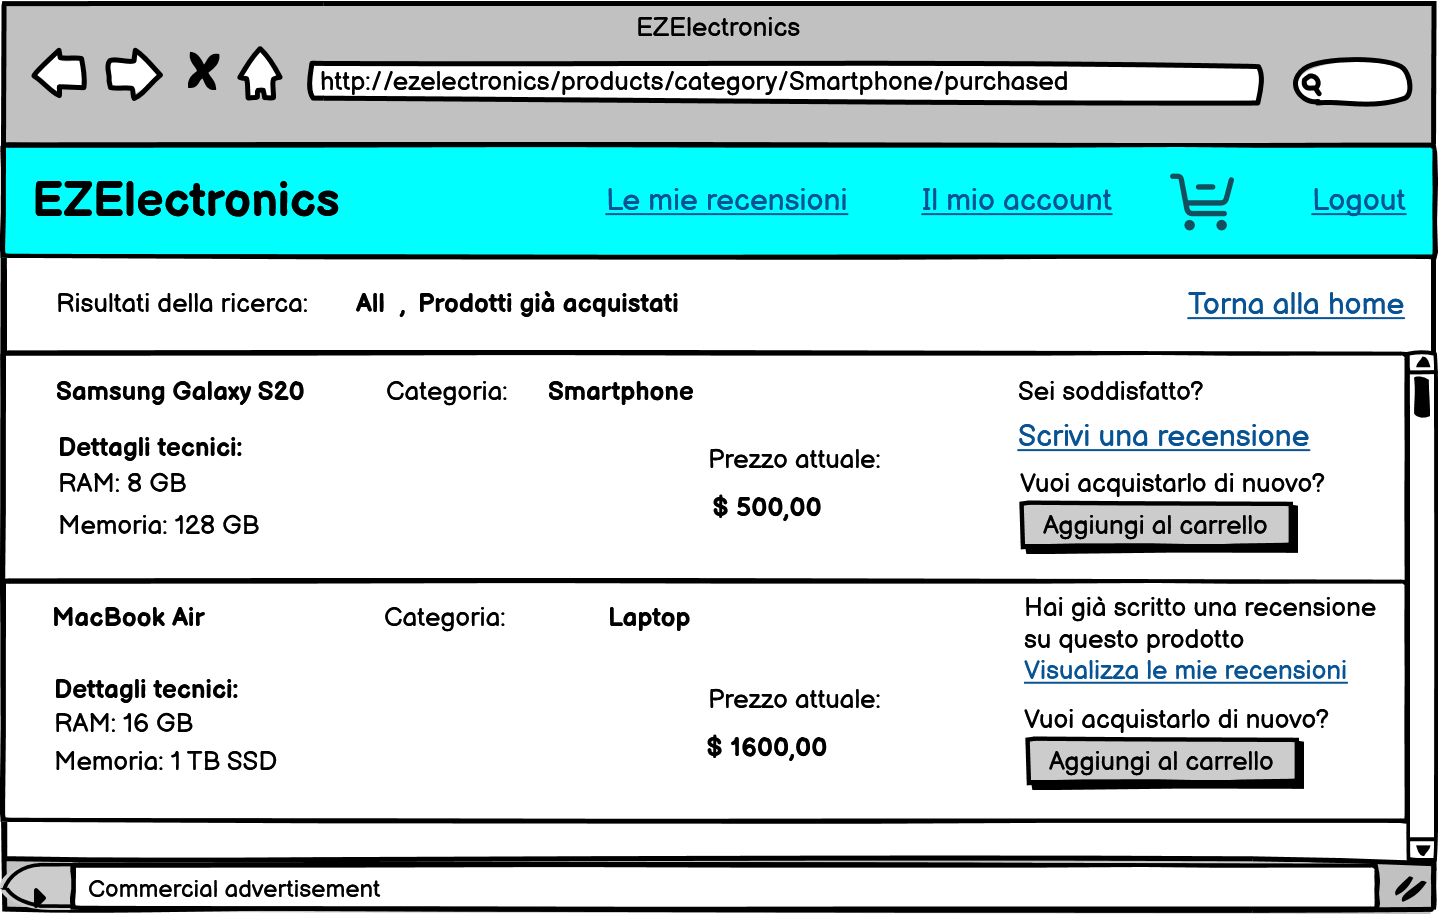 EZElectronics
http://ezelectronics/products/category/Smartphone/purchased
EZElectronics
Le mie recensioni
Il mio account
Logout
Risultati della ricerca: All , Prodotti già acquistati
Torna alla home
Samsung Galaxy S20
Categoria: Smartphone
Sei soddisfatto?
Scrivi una recensione
Dettagli tecnici:
RAM: 8 GB
Memoria: 128 GB
Prezzo attuale:
$ 500,00
Vuoi acquistarlo di nuovo?
Aggiungi al carrello
MacBook Air
Categoria: Laptop
Hai già scritto una recensione
su questo prodotto
Visualizza le mie recensioni
Dettagli tecnici:
RAM: 16 GB
Memoria: 1 TB SSD
Prezzo attuale:
$ 1600,00
Vuoi acquistarlo di nuovo?
Aggiungi al carrello
Commercial advertisement